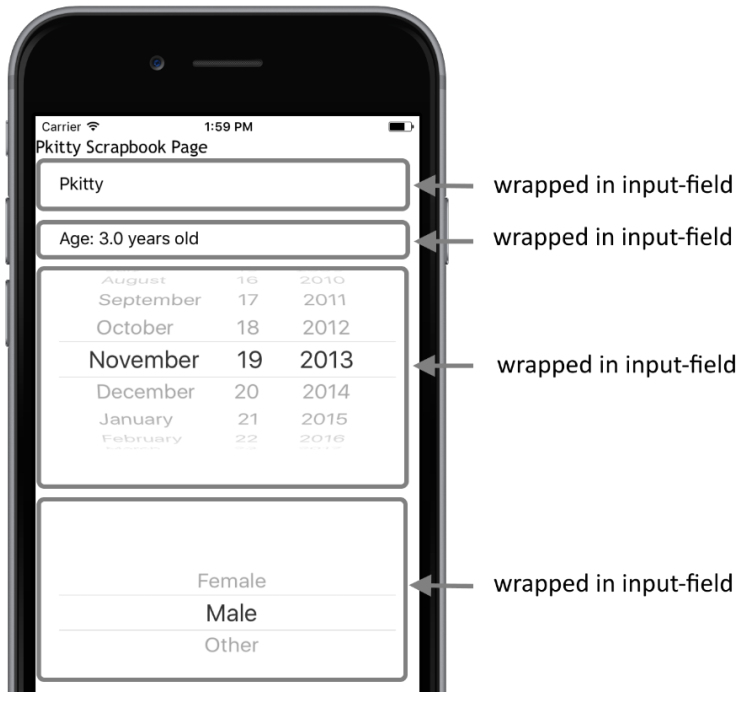 Carrier 1:59 PM
Pkitty Scrapbook Page
Pkitty
wrapped in input-field
Age: 3.0 years old
wrapped in input-field
August 16 2010
September 17 2011
October 18 2012
November 19 2013
wrapped in input-field
December 20 2014
January 21 2015
February 22 2016
Female
wrapped in input-field
Male
Other